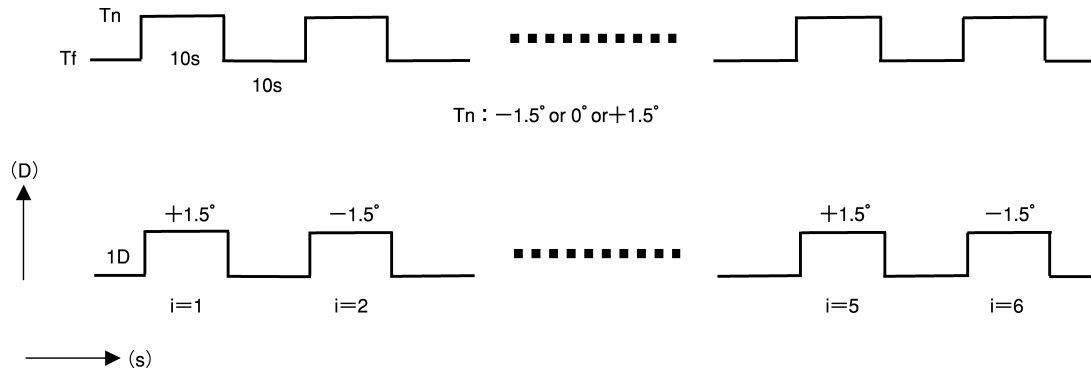 Tn
Tf
10s
10s
Tn：－1.5° or 0° or＋1.5°
(D)
＋1.5° －1.5° ＋1.5° －1.5°
1D
i＝1 i＝2 i＝5 i＝6
(s)